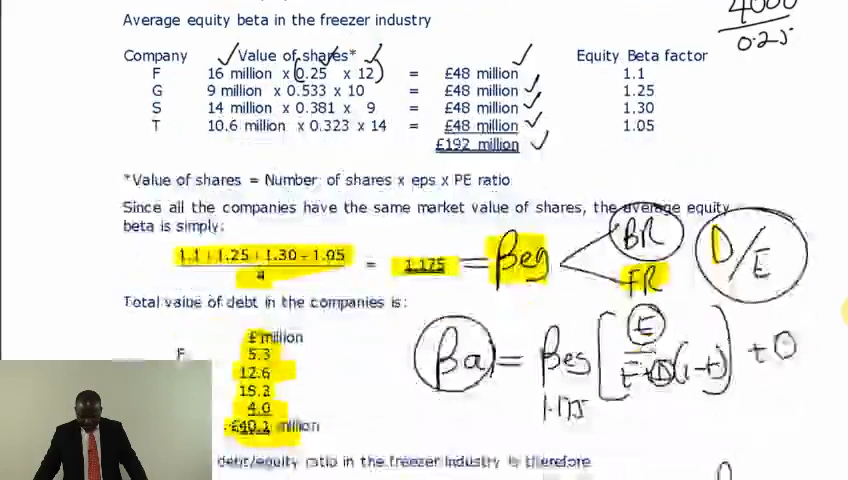 4000
0.25
Average equity beta in the freezer industry
Company Value of shares* Equity Beta factor
F 16 million x (0.25 x 12) = £48 million 1.1
G 9 million x 0.533 x 10 = £48 million 1.25
S 14 million x 0.381 x 9 = £48 million 1.30
T 10.6 million x 0.323 x 14 = £48 million 1.05
£192 million
*Value of shares = Number of shares x eps x PE ratio
Since all the companies have the same market value of shares, the average equity
beta is simply:
1.1 + 1.25 + 1.30 + 1.05
4
= 1.175 = βeg
BR
FR
D/E
Total value of debt in the companies is:
£ million
F 5.3
12.6
4.0
£40.1 million
βa = βeg [E / E+D(1-t)] + 0
1.175
debt/equity ratio in the freezer industry is therefore